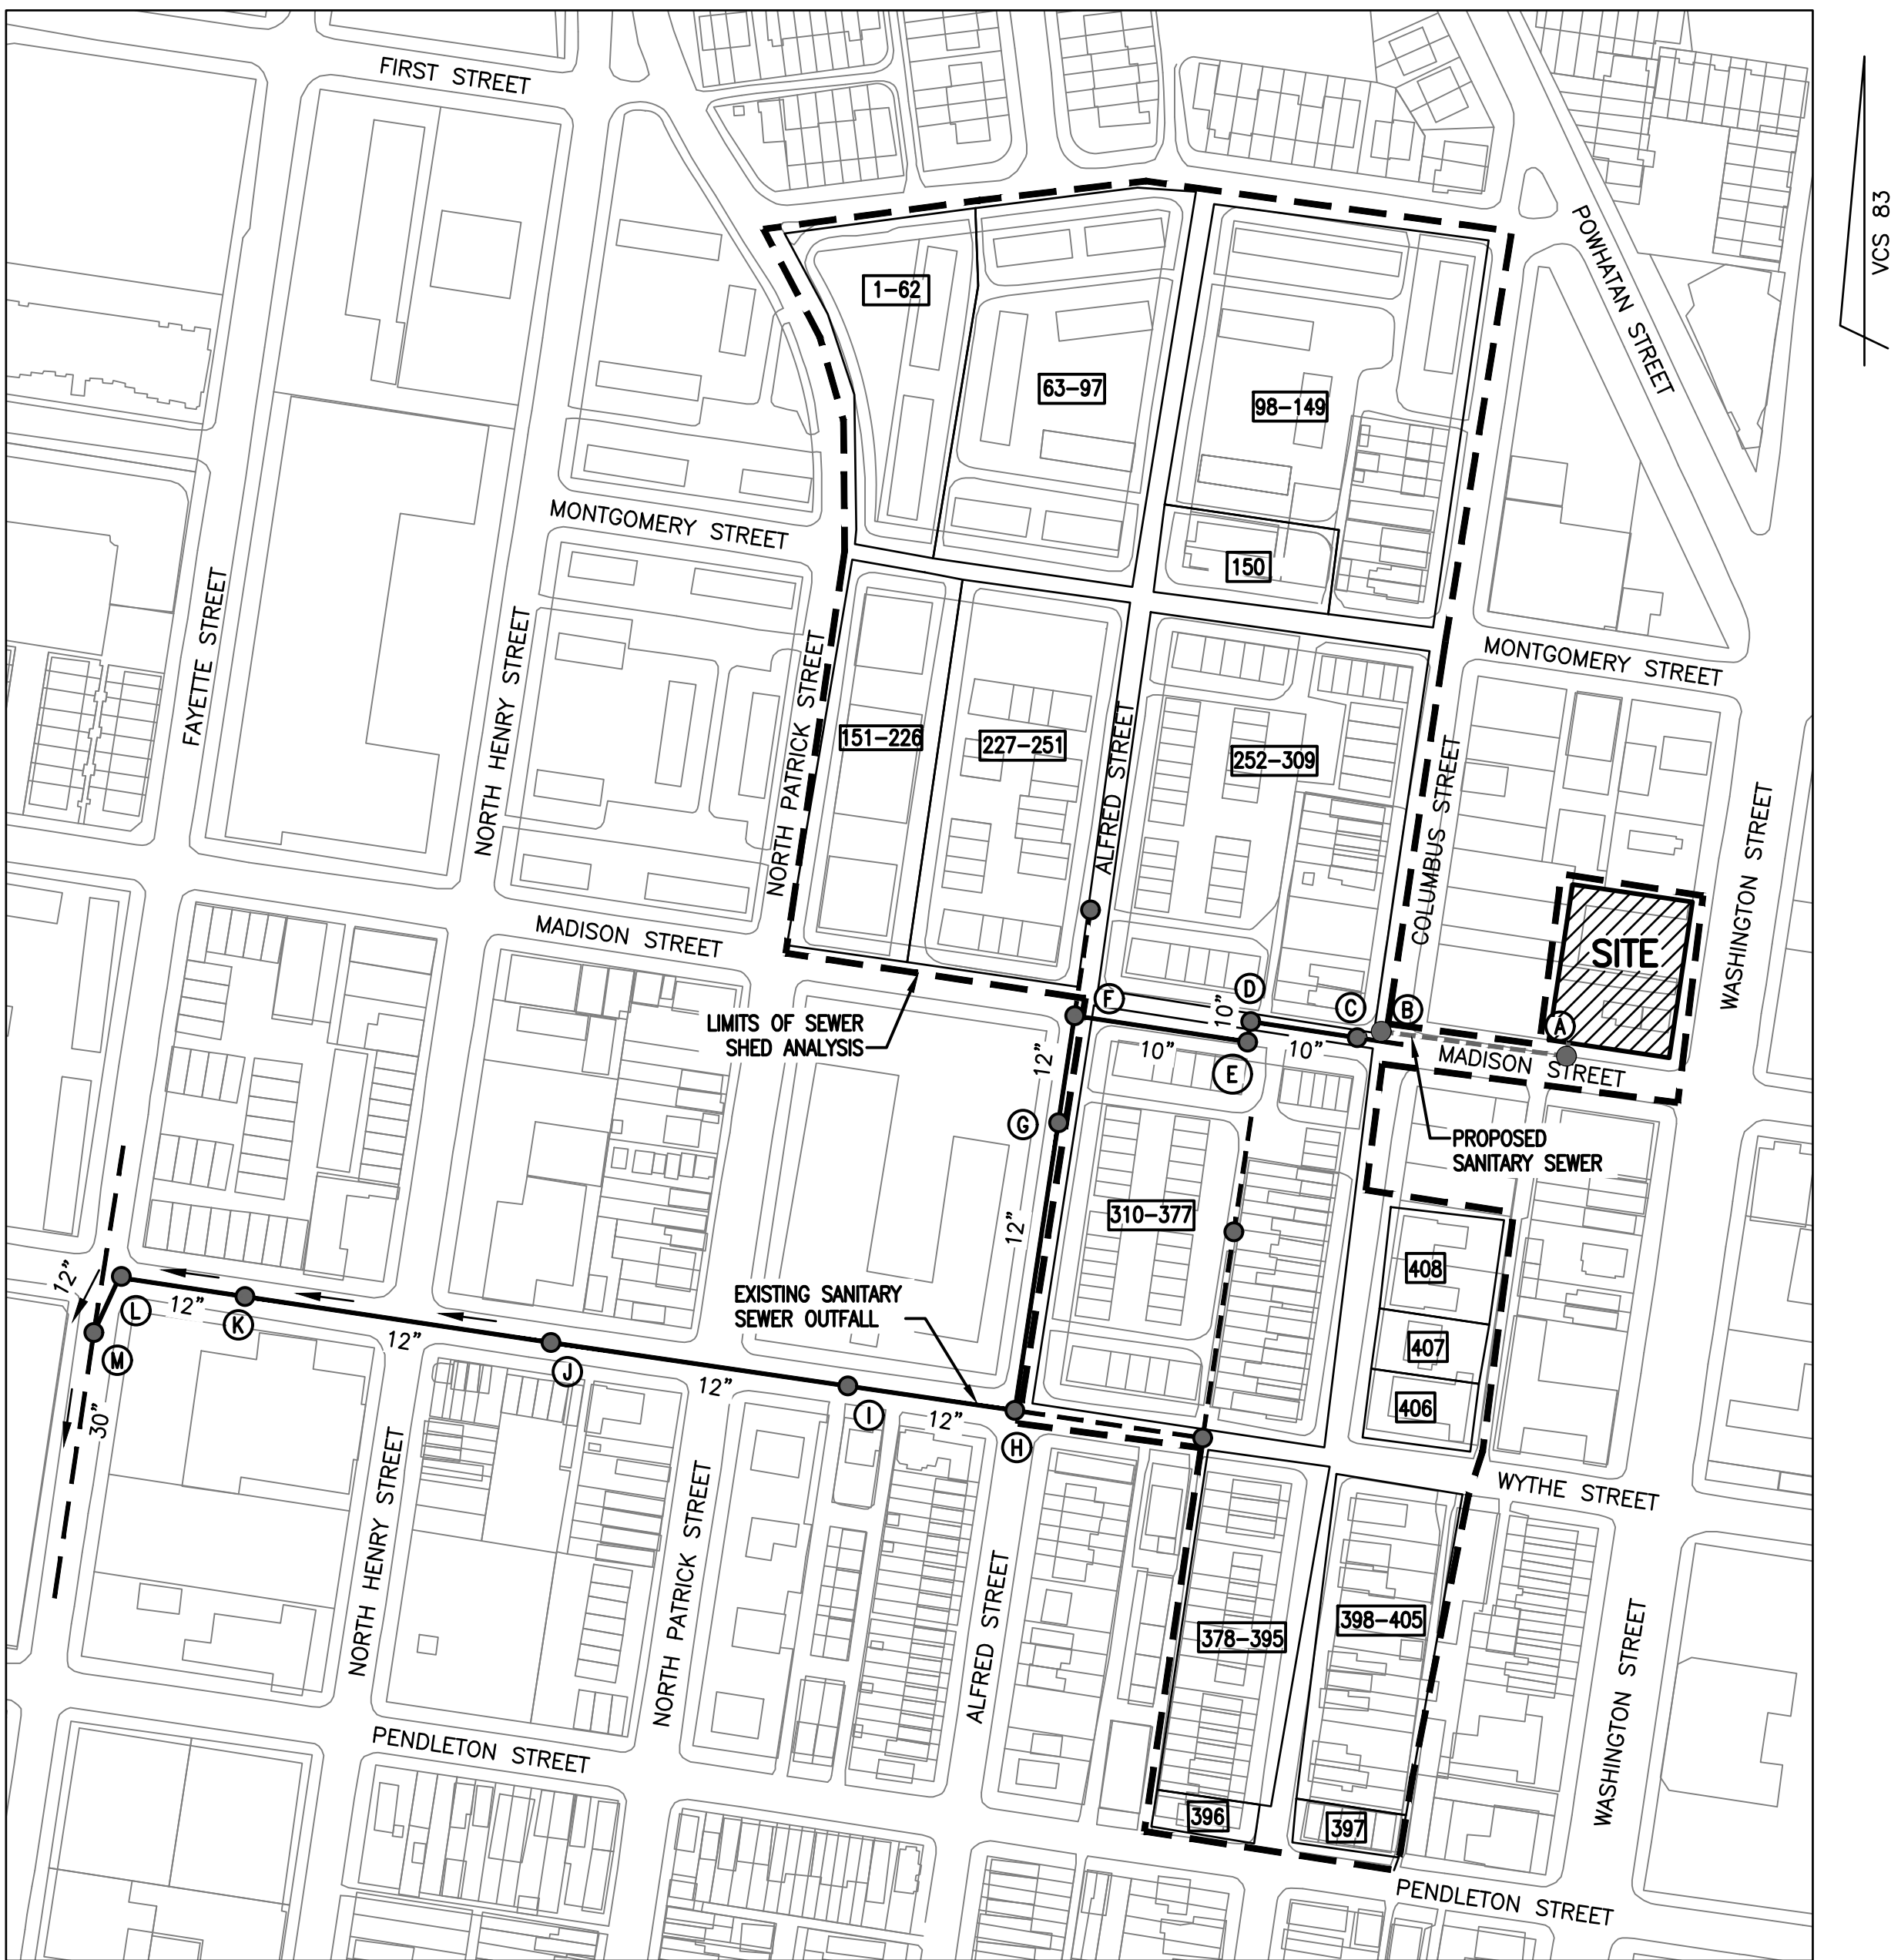 FIRST STREET
VCS 83
POWHATAN STREET
1-62
63-97
98-149
MONTGOMERY STREET
150
FAYETTE STREET
NORTH HENRY STREET
NORTH PATRICK STREET
MONTGOMERY STREET
151-226
227-251
ALFRED STREET
252-309
COLUMBUS STREET
WASHINGTON STREET
MADISON STREET
SITE
LIMITS OF SEWER
SHED ANALYSIS
F
D
10"
C
B
A
12"
10"
E
10"
MADISON STREET
G
PROPOSED
SANITARY SEWER
12"
310-377
408
EXISTING SANITARY
SEWER OUTFALL
12"
L
12"
K
12"
M
J
12"
407
I
12"
H
406
30"
WYTHE STREET
NORTH HENRY STREET
NORTH PATRICK STREET
ALFRED STREET
378-395
398-405
WASHINGTON STREET
PENDLETON STREET
396
397
PENDLETON STREET